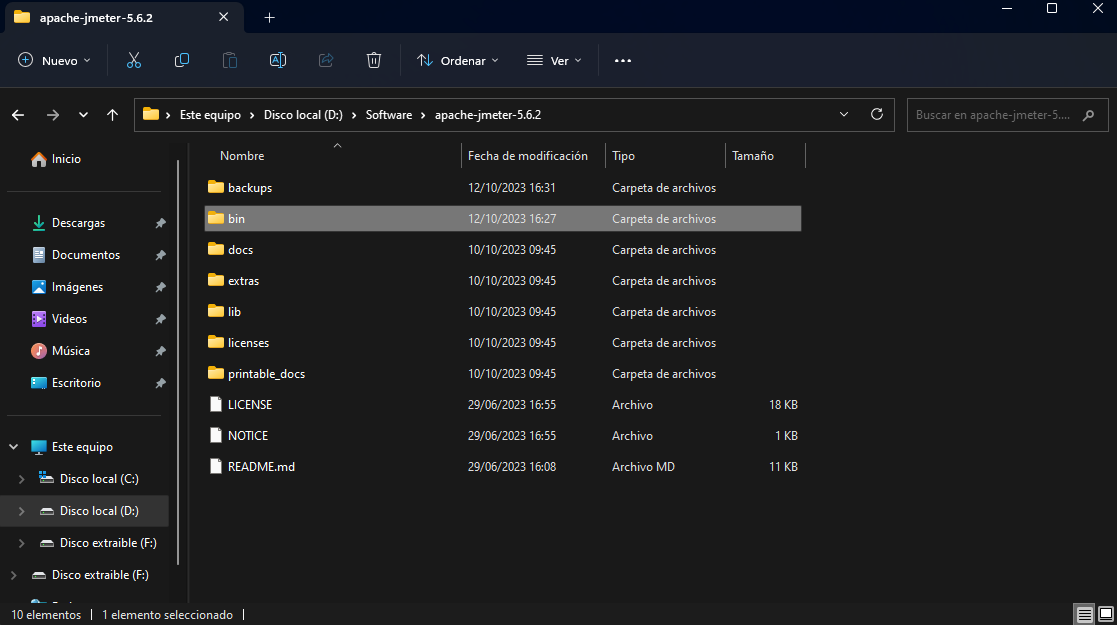 apache-jmeter-5.6.2
Nuevo
Ordenar
Ver
Este equipo
Disco local (D:)
Software
apache-jmeter-5.6.2
Buscar en apache-jmeter-5....
Inicio
Descargas
Documentos
Imágenes
Videos
Música
Escritorio
Este equipo
Disco local (C:)
Disco local (D:)
Disco extraible (F:)
Disco extraible (F:)
Nombre Fecha de modificación Tipo Tamaño
backups 12/10/2023 16:31 Carpeta de archivos
bin 12/10/2023 16:27 Carpeta de archivos
docs 10/10/2023 09:45 Carpeta de archivos
extras 10/10/2023 09:45 Carpeta de archivos
lib 10/10/2023 09:45 Carpeta de archivos
licenses 10/10/2023 09:45 Carpeta de archivos
printable_docs 10/10/2023 09:45 Carpeta de archivos
LICENSE 29/06/2023 16:55 Archivo 18 KB
NOTICE 29/06/2023 16:55 Archivo 1 KB
README.md 29/06/2023 16:08 Archivo MD 11 KB
10 elementos 1 elemento seleccionado